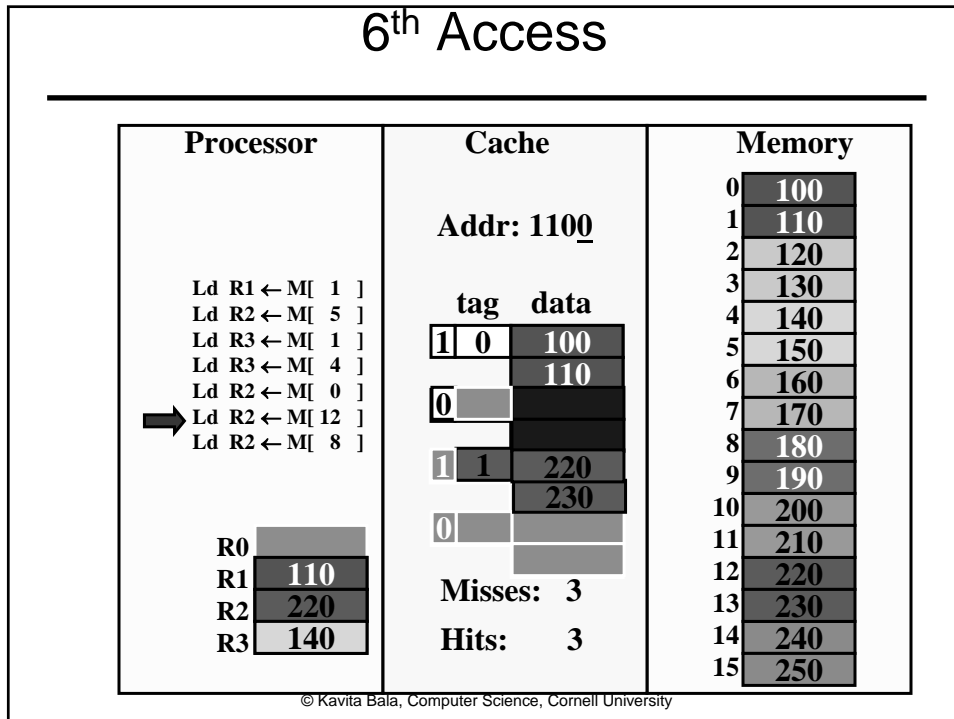 6th Access
Processor
Ld R1 ← M[ 1 ]
Ld R2 ← M[ 5 ]
Ld R3 ← M[ 1 ]
Ld R3 ← M[ 4 ]
Ld R2 ← M[ 0 ]
Ld R2 ← M[ 12 ]
Ld R2 ← M[ 8 ]
R0
R1 110
R2 220
R3 140
Cache
Addr: 1100
tag data
1 0 100
110
0
1 1 220
230
0
Misses: 3
Hits: 3
Memory
0 100
1 110
2 120
3 130
4 140
5 150
6 160
7 170
8 180
9 190
10 200
11 210
12 220
13 230
14 240
15 250
© Kavita Bala, Computer Science, Cornell University